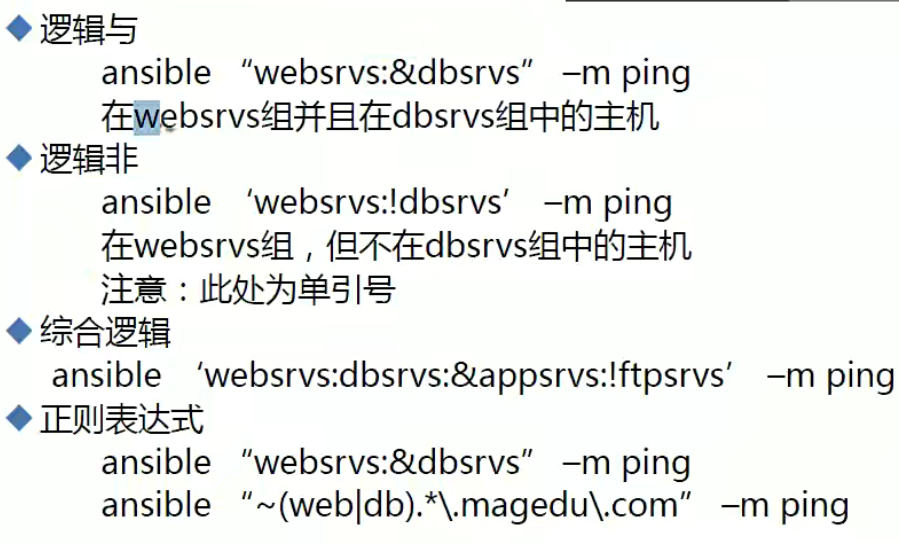 逻辑与
ansible “websrvs:&dbsrvs” –m ping
在websrvs组并且在dbsrvs组中的主机
逻辑非
ansible ‘websrvs:!dbsrvs’ –m ping
在websrvs组，但不在dbsrvs组中的主机
注意：此处为单引号
综合逻辑
ansible ‘websrvs:dbsrvs:&appsrvs:!ftpsrvs’ –m ping
正则表达式
ansible “websrvs:&dbsrvs” –m ping
ansible “~(web|db).*\.magedu\.com” –m ping